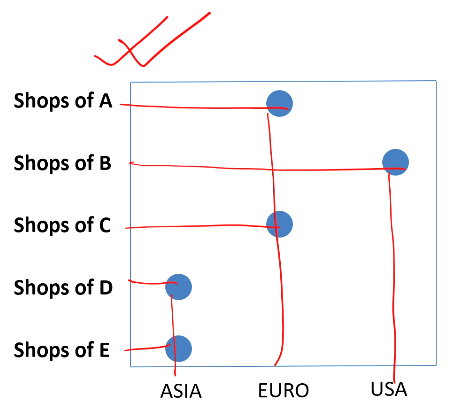 Shops of A
Shops of B
Shops of C
Shops of D
Shops of E
ASIA EURO USA